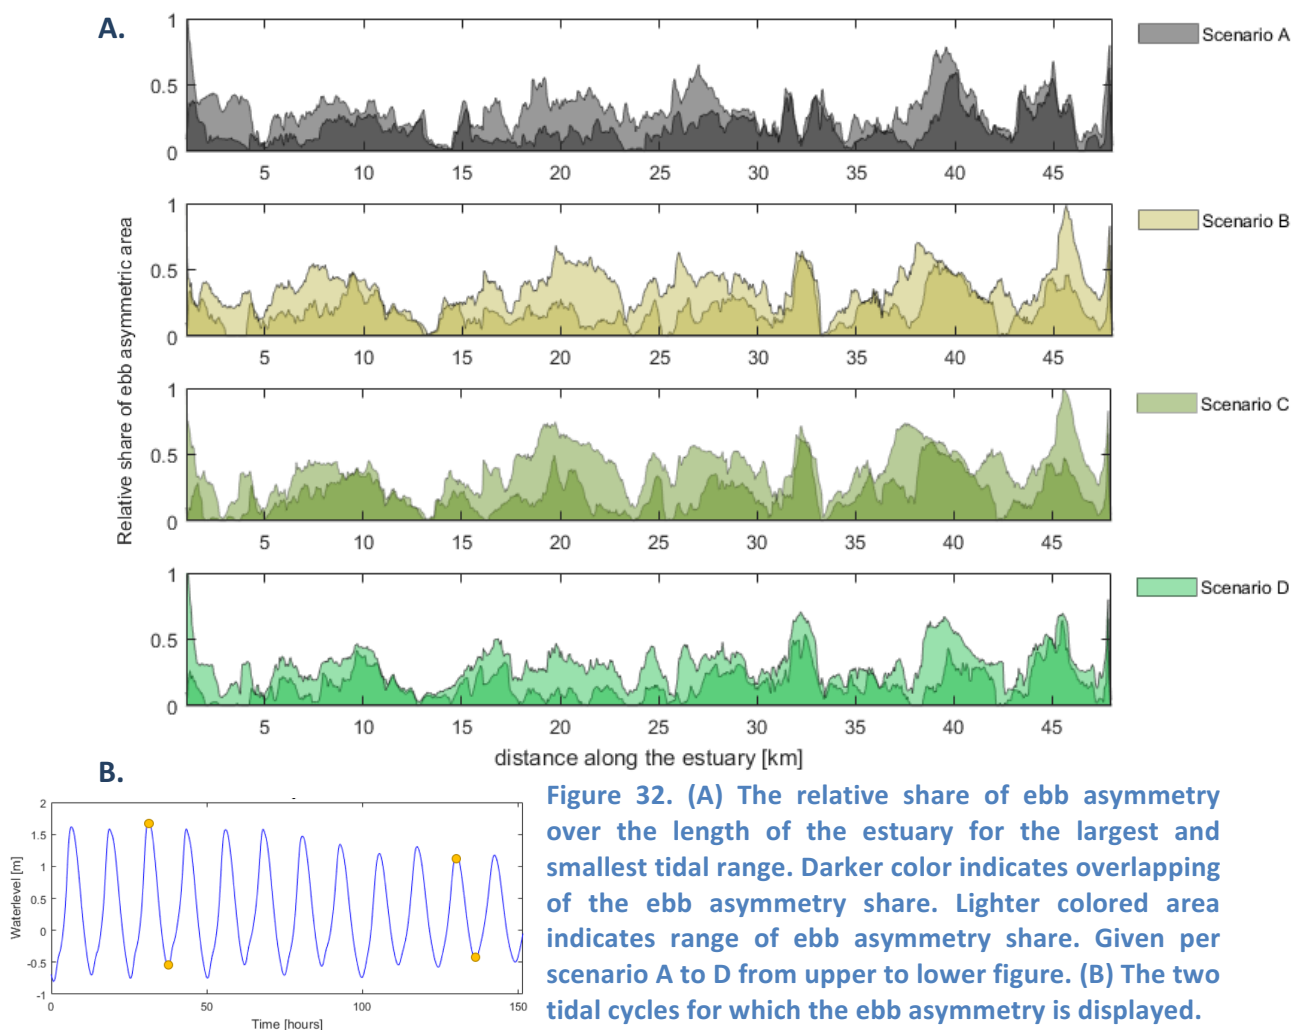 A.
1
0.5
0
5 10 15 20 25 30 35 40 45
Scenario A
1
0.5
0
5 10 15 20 25 30 35 40 45
Scenario B
Relative share of ebb asymmetric area
1
0.5
0
5 10 15 20 25 30 35 40 45
Scenario C
1
0.5
0
5 10 15 20 25 30 35 40 45
Scenario D
distance along the estuary [km]
B.
2
1.5
1
0.5
0
-0.5
-1
0 50 100 150
Waterlevel [m]
Time [hours]
Figure 32. (A) The relative share of ebb asymmetry
over the length of the estuary for the largest and
smallest tidal range. Darker color indicates overlapping
of the ebb asymmetry share. Lighter colored area
indicates range of ebb asymmetry share. Given per
scenario A to D from upper to lower figure. (B) The two
tidal cycles for which the ebb asymmetry is displayed.